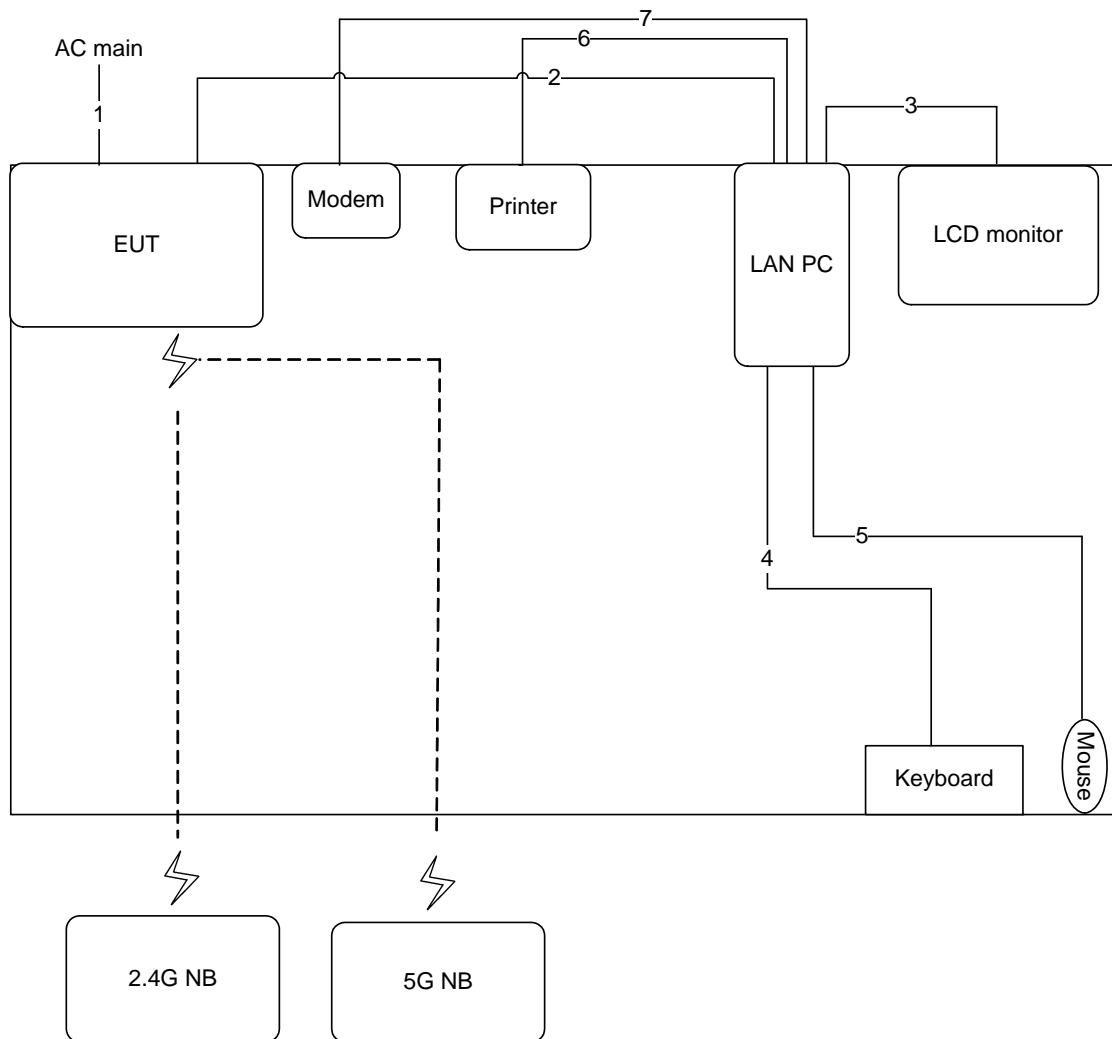 7
6
AC main
2
3
1
Modem
Printer
EUT
LCD monitor
LAN PC
5
4
Mouse
Keyboard
2.4G NB
5G NB